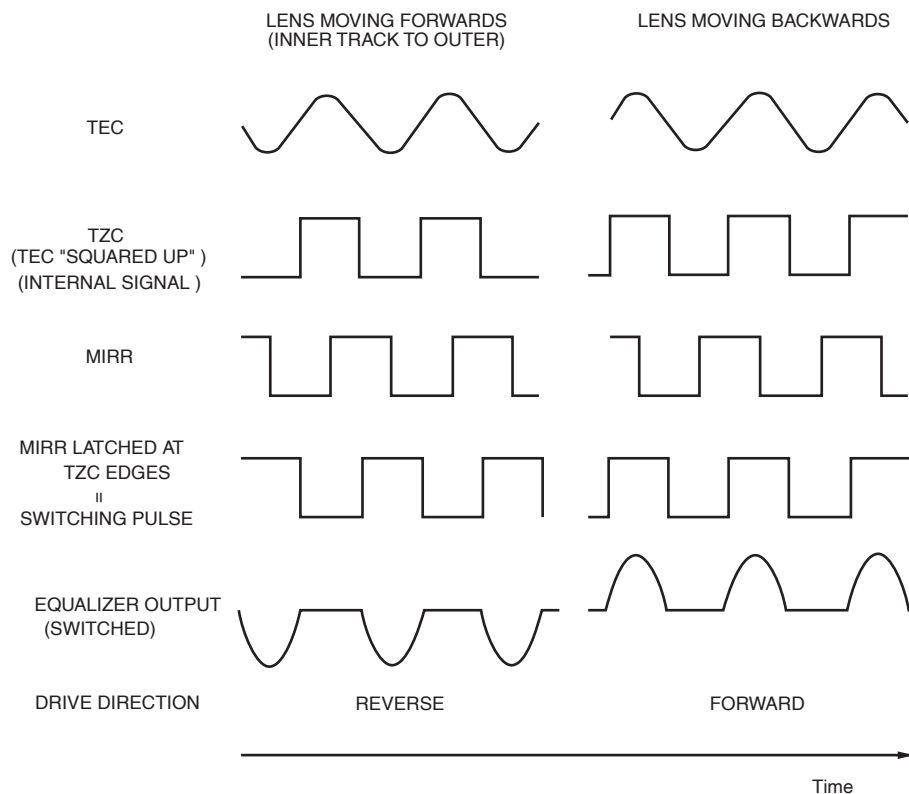 LENS MOVING FORWARDS
(INNER TRACK TO OUTER)
LENS MOVING BACKWARDS
TEC
TZC
(TEC "SQUARED UP" )
(INTERNAL SIGNAL )
MIRR
MIRR LATCHED AT
TZC EDGES
=
SWITCHING PULSE
EQUALIZER OUTPUT
(SWITCHED)
DRIVE DIRECTION
REVERSE
FORWARD
Time